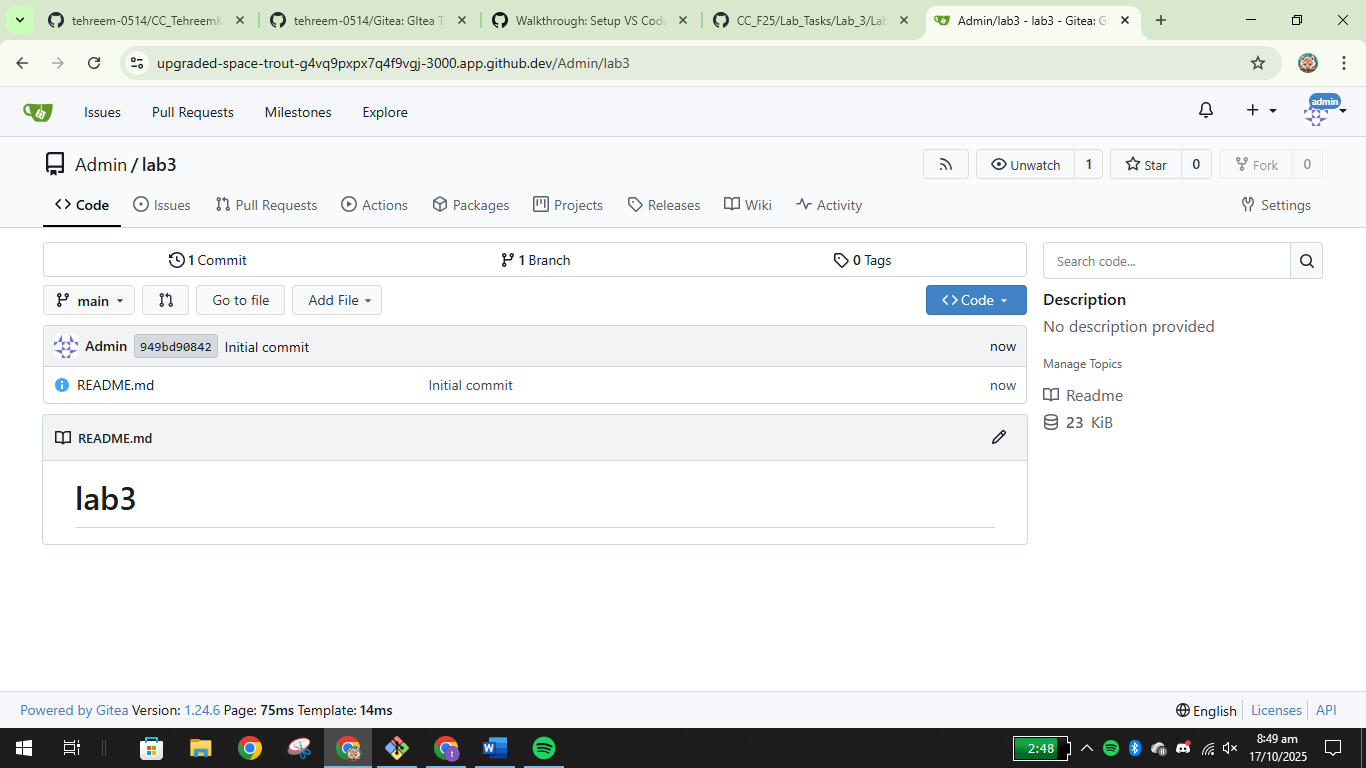 tehreem-0514/CC_TehreemK
tehreem-0514/Gitea: GItea Ta
Walkthrough: Setup VS Code
CC_F25/Lab_Tasks/Lab_3/Lab
Admin/lab3 - lab3 - Gitea: G
upgraded-space-trout-g4vq9pxpx7q4f9vgj-3000.app.github.dev/Admin/lab3
Issues Pull Requests Milestones Explore
admin
Admin / lab3
Unwatch 1 Star 0 Fork 0
Code Issues Pull Requests Actions Packages Projects Releases Wiki Activity Settings
1 Commit 1 Branch 0 Tags
Search code...
main Go to file Add File Code
Description
No description provided
Admin 949bd90842 Initial commit now
Manage Topics
README.md Initial commit now
Readme
23 KiB
README.md
lab3
Powered by Gitea Version: 1.24.6 Page: 75ms Template: 14ms
English Licenses API
2:48
8:49 am
17/10/2025